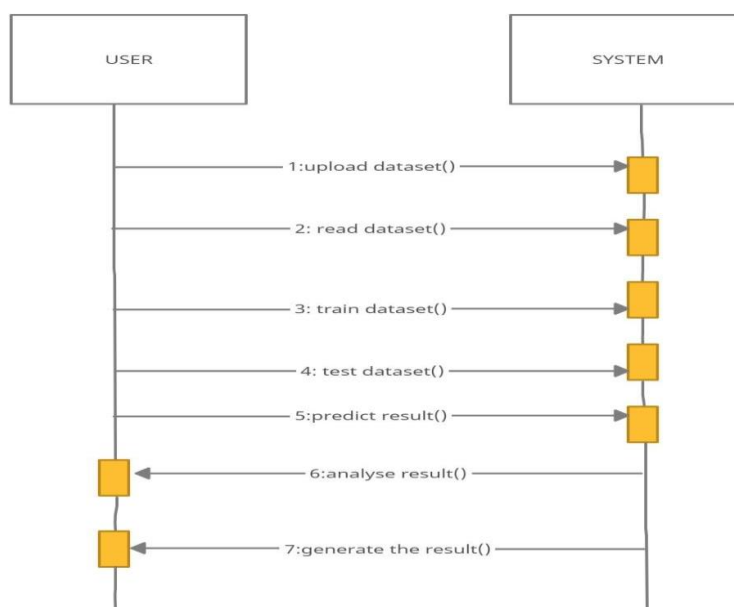 USER
SYSTEM
1:upload dataset()
2: read dataset()
3: train dataset()
4: test dataset()
5:predict result()
6:analyse result()
7:generate the result()